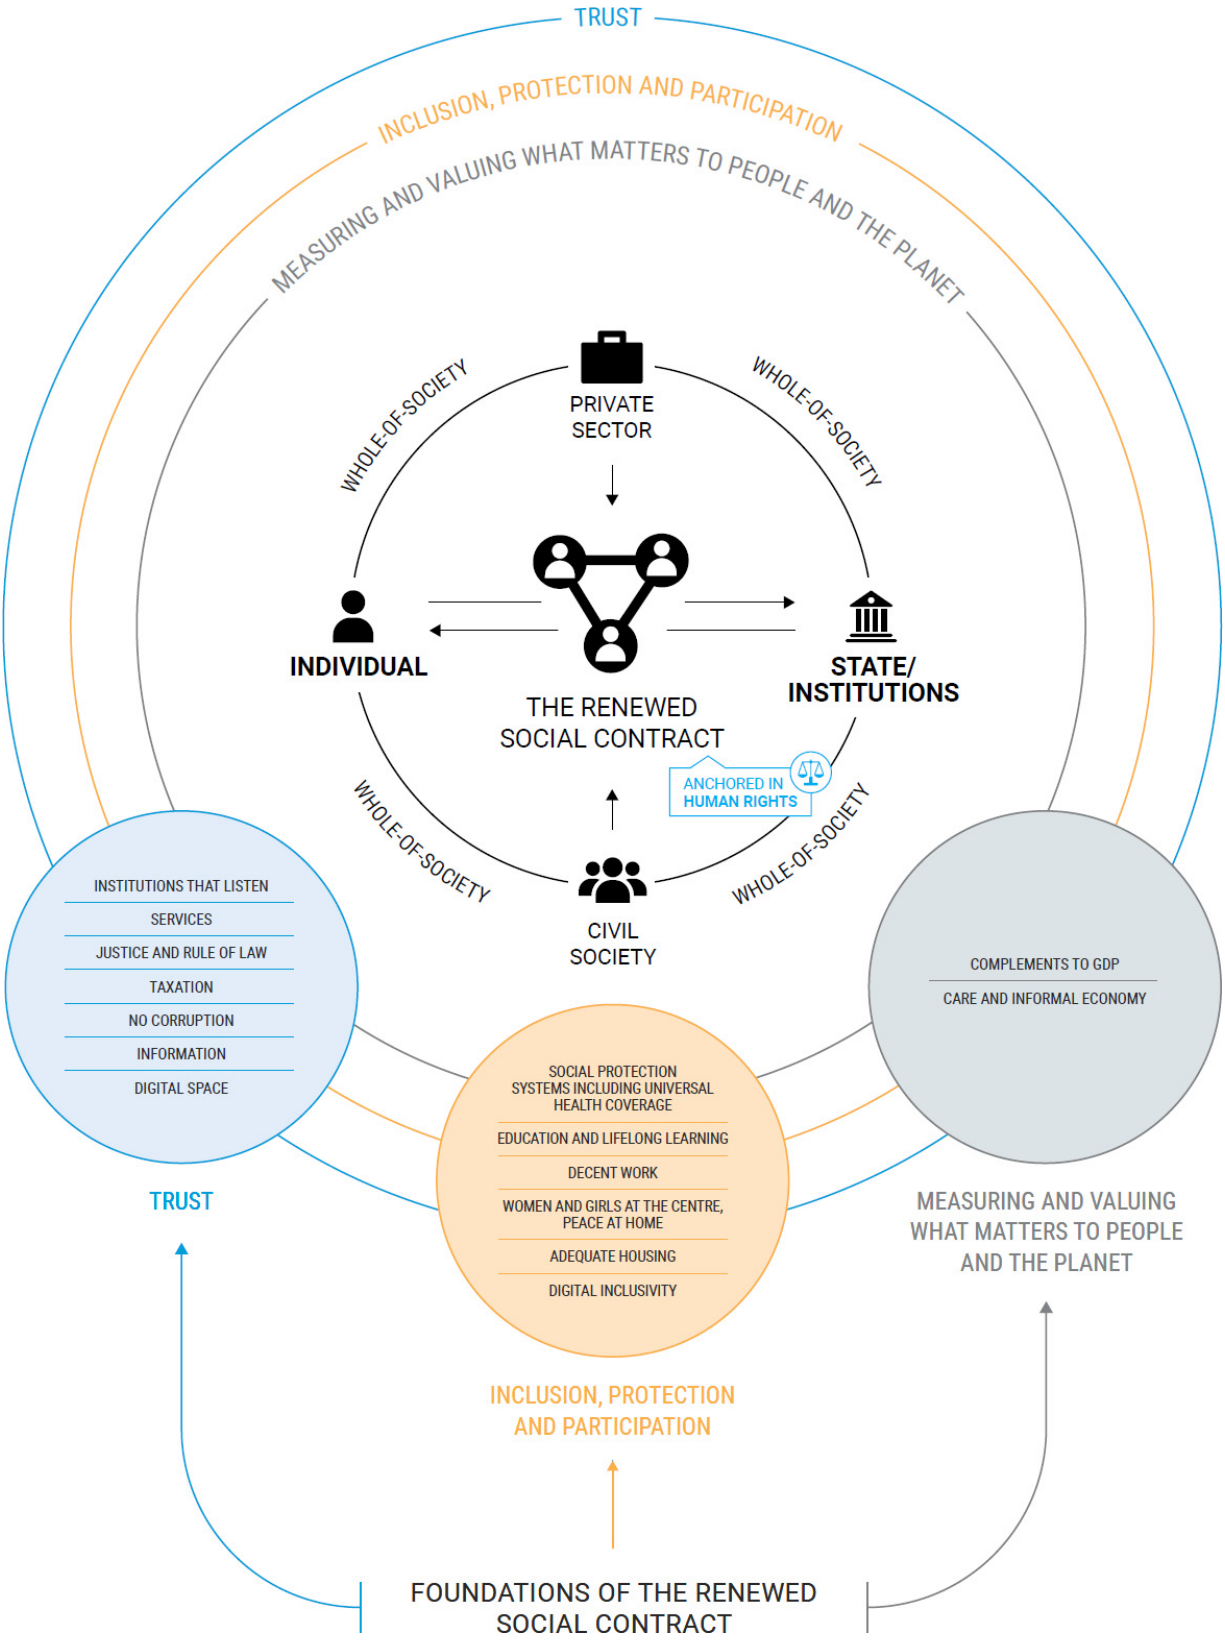 TRUST
INCLUSION, PROTECTION AND PARTICIPATION
MEASURING AND VALUING WHAT MATTERS TO PEOPLE AND THE PLANET
WHOLE-OF-SOCIETY
WHOLE-OF-SOCIETY
PRIVATE
SECTOR
INDIVIDUAL
STATE/
INSTITUTIONS
THE RENEWED
SOCIAL CONTRACT
ANCHORED IN
HUMAN RIGHTS
WHOLE-OF-SOCIETY
WHOLE-OF-SOCIETY
CIVIL
SOCIETY
INSTITUTIONS THAT LISTEN
SERVICES
JUSTICE AND RULE OF LAW
TAXATION
NO CORRUPTION
INFORMATION
DIGITAL SPACE
TRUST
SOCIAL PROTECTION
SYSTEMS INCLUDING UNIVERSAL
HEALTH COVERAGE
EDUCATION AND LIFELONG LEARNING
DECENT WORK
WOMEN AND GIRLS AT THE CENTRE,
PEACE AT HOME
ADEQUATE HOUSING
DIGITAL INCLUSIVITY
INCLUSION, PROTECTION
AND PARTICIPATION
COMPLEMENTS TO GDP
CARE AND INFORMAL ECONOMY
MEASURING AND VALUING
WHAT MATTERS TO PEOPLE
AND THE PLANET
FOUNDATIONS OF THE RENEWED
SOCIAL CONTRACT